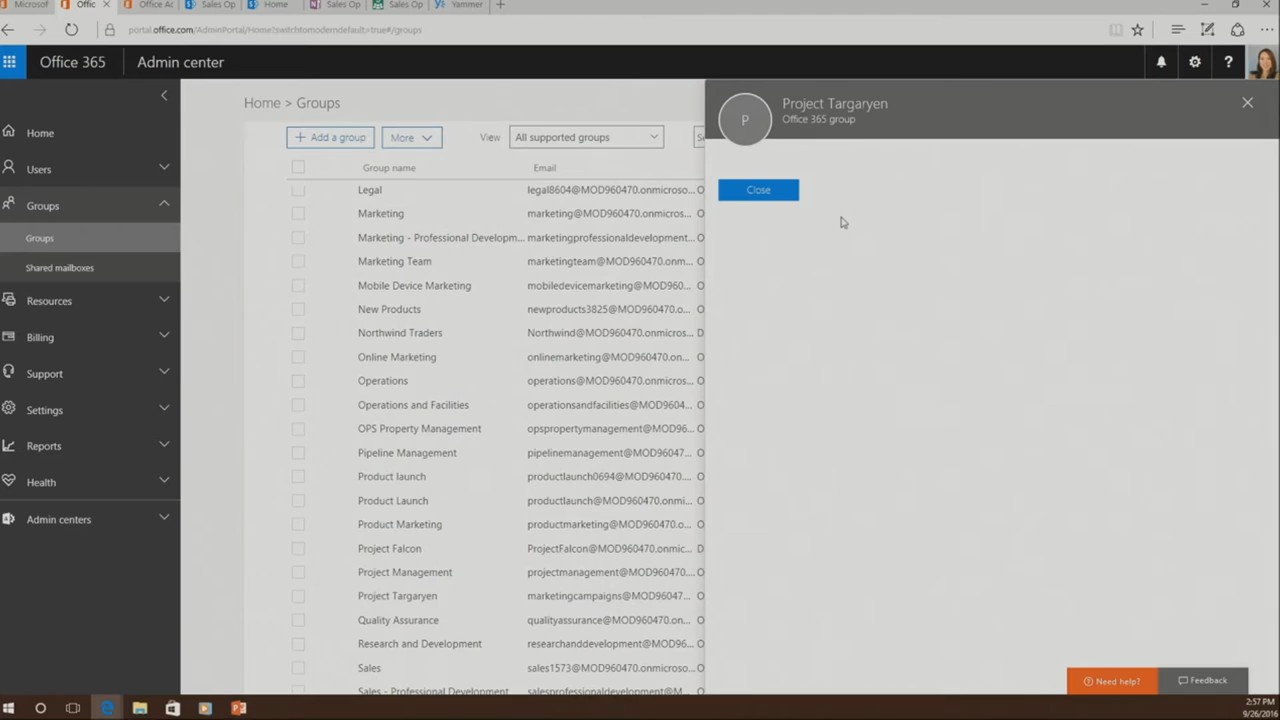 Microsof
Offic
Office Ac
Sales Op
Home
Sales Op
Sales Op
Yammer
portal.office.com/AdminPortal/Home?switchtomoderndefault=true#/groups
Office 365
Admin center
Home > Groups
P
Project Targaryen
Office 365 group
Home
Users
Groups
Groups
Shared mailboxes
Resources
Billing
Support
Settings
Reports
Health
Admin centers
+ Add a group
More
View
All supported groups
Se
Close
Group name Email
Legal legal8604@MOD960470.onmicroso... O
Marketing marketing@MOD960470.onmicros... O
Marketing - Professional Developm... marketingprofessionaldevelopment... O
Marketing Team marketingteam@MOD960470.onm... O
Mobile Device Marketing mobiledevicemarketing@MOD960... O
New Products newproducts3825@MOD960470.on... O
Northwind Traders Northwind@MOD960470.onmicros... D
Online Marketing onlinemarketing@MOD960470.on... O
Operations operations@MOD960470.onmicros... O
Operations and Facilities operationsandfacilities@MOD9604... O
OPS Property Management opspropertymanagement@MOD96... O
Pipeline Management pipelinemanagement@MOD96047... O
Product launch productlaunch0694@MOD960470.... O
Product Launch productlaunch@MOD960470.onmi... O
Product Marketing productmarketing@MOD960470.o... O
Project Falcon ProjectFalcon@MOD960470.onmic... D
Project Management projectmanagement@MOD960470.... O
Project Targaryen marketingcampaigns@MOD96047... O
Quality Assurance qualityassurance@MOD960470.on... O
Research and Development researchanddevelopment@MOD96... O
Sales sales1573@MOD960470.onmicroso... O
Sales - Professional Development salesprofessionaldevelopment@M... O
Need help?
Feedback
2:57 PM
9/26/2016